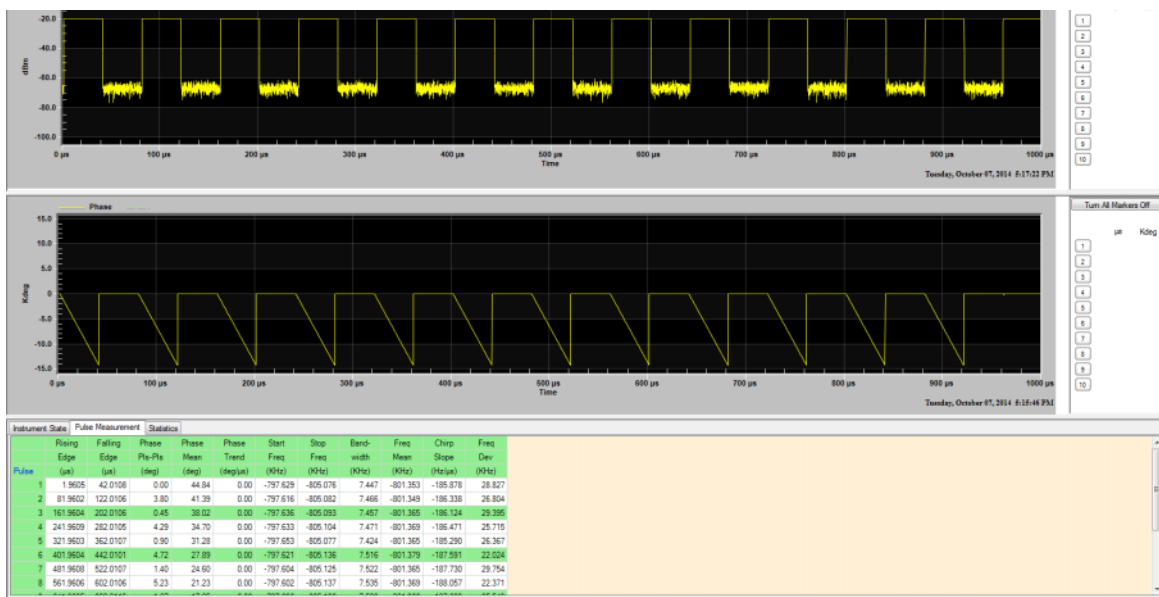 -20.0
1
2
-40.0
3
dBm
4
-60.0
5
6
-80.0
7
8
-100.0
9
0 µs 100 µs 200 µs 300 µs 400 µs 500 µs 600 µs 700 µs 800 µs 900 µs 1000 µs
10
Time
Tuesday, October 07, 2014 5:17:22 PM
Phase
Turn All Markers Off
15.0
µs Kdeg
10.0
1
2
5.0
3
Kdeg
0
4
5
-5.0
6
7
-10.0
8
9
-15.0
0 µs 100 µs 200 µs 300 µs 400 µs 500 µs 600 µs 700 µs 800 µs 900 µs 1000 µs
10
Time
Tuesday, October 07, 2014 5:15:46 PM
Instrument State Pulse Measurement Statistics
Rising Falling Phase Phase Phase Start Stop Band- Freq Chirp Freq
Edge Edge Pls-Pls Mean Trend Freq Freq width Mean Slope Dev
Pulse (µs) (µs) (deg) (deg) (deg/µs) (KHz) (KHz) (KHz) (KHz) (Hz/µs) (KHz)
1 1.9605 42.0108 0.00 44.84 0.00 -797.629 -805.076 7.447 -801.353 -185.878 28.827
2 81.9602 122.0106 3.80 41.39 0.00 -797.616 -805.082 7.466 -801.349 -186.338 26.804
3 161.9604 202.0106 0.45 38.02 0.00 -797.636 -805.093 7.457 -801.365 -186.124 29.395
4 241.9609 282.0105 4.29 34.70 0.00 -797.633 -805.104 7.471 -801.369 -186.471 25.715
5 321.9603 362.0107 0.90 31.28 0.00 -797.653 -805.077 7.424 -801.365 -185.290 26.367
6 401.9604 442.0101 4.72 27.89 0.00 -797.621 -805.136 7.516 -801.379 -187.591 22.024
7 481.9608 522.0107 1.40 24.60 0.00 -797.604 -805.125 7.522 -801.365 -187.730 29.754
8 561.9606 602.0106 5.23 21.23 0.00 -797.602 -805.137 7.535 -801.369 -188.057 22.371